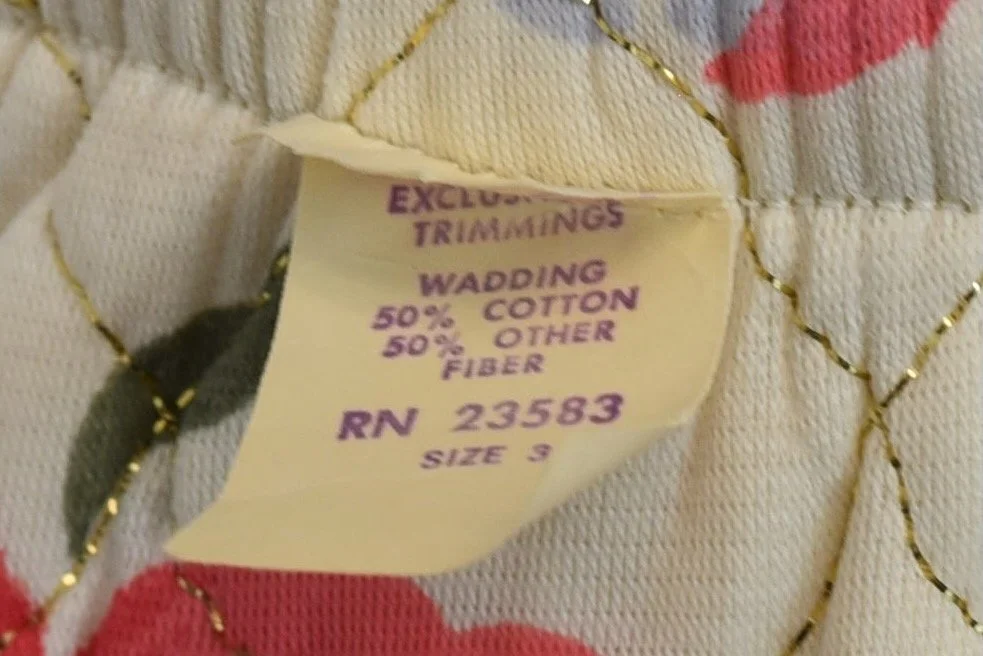 TRIMMINGS
WADDING
50% COTTON
50% OTHER
FIBER
RN 23583
SIZE 3